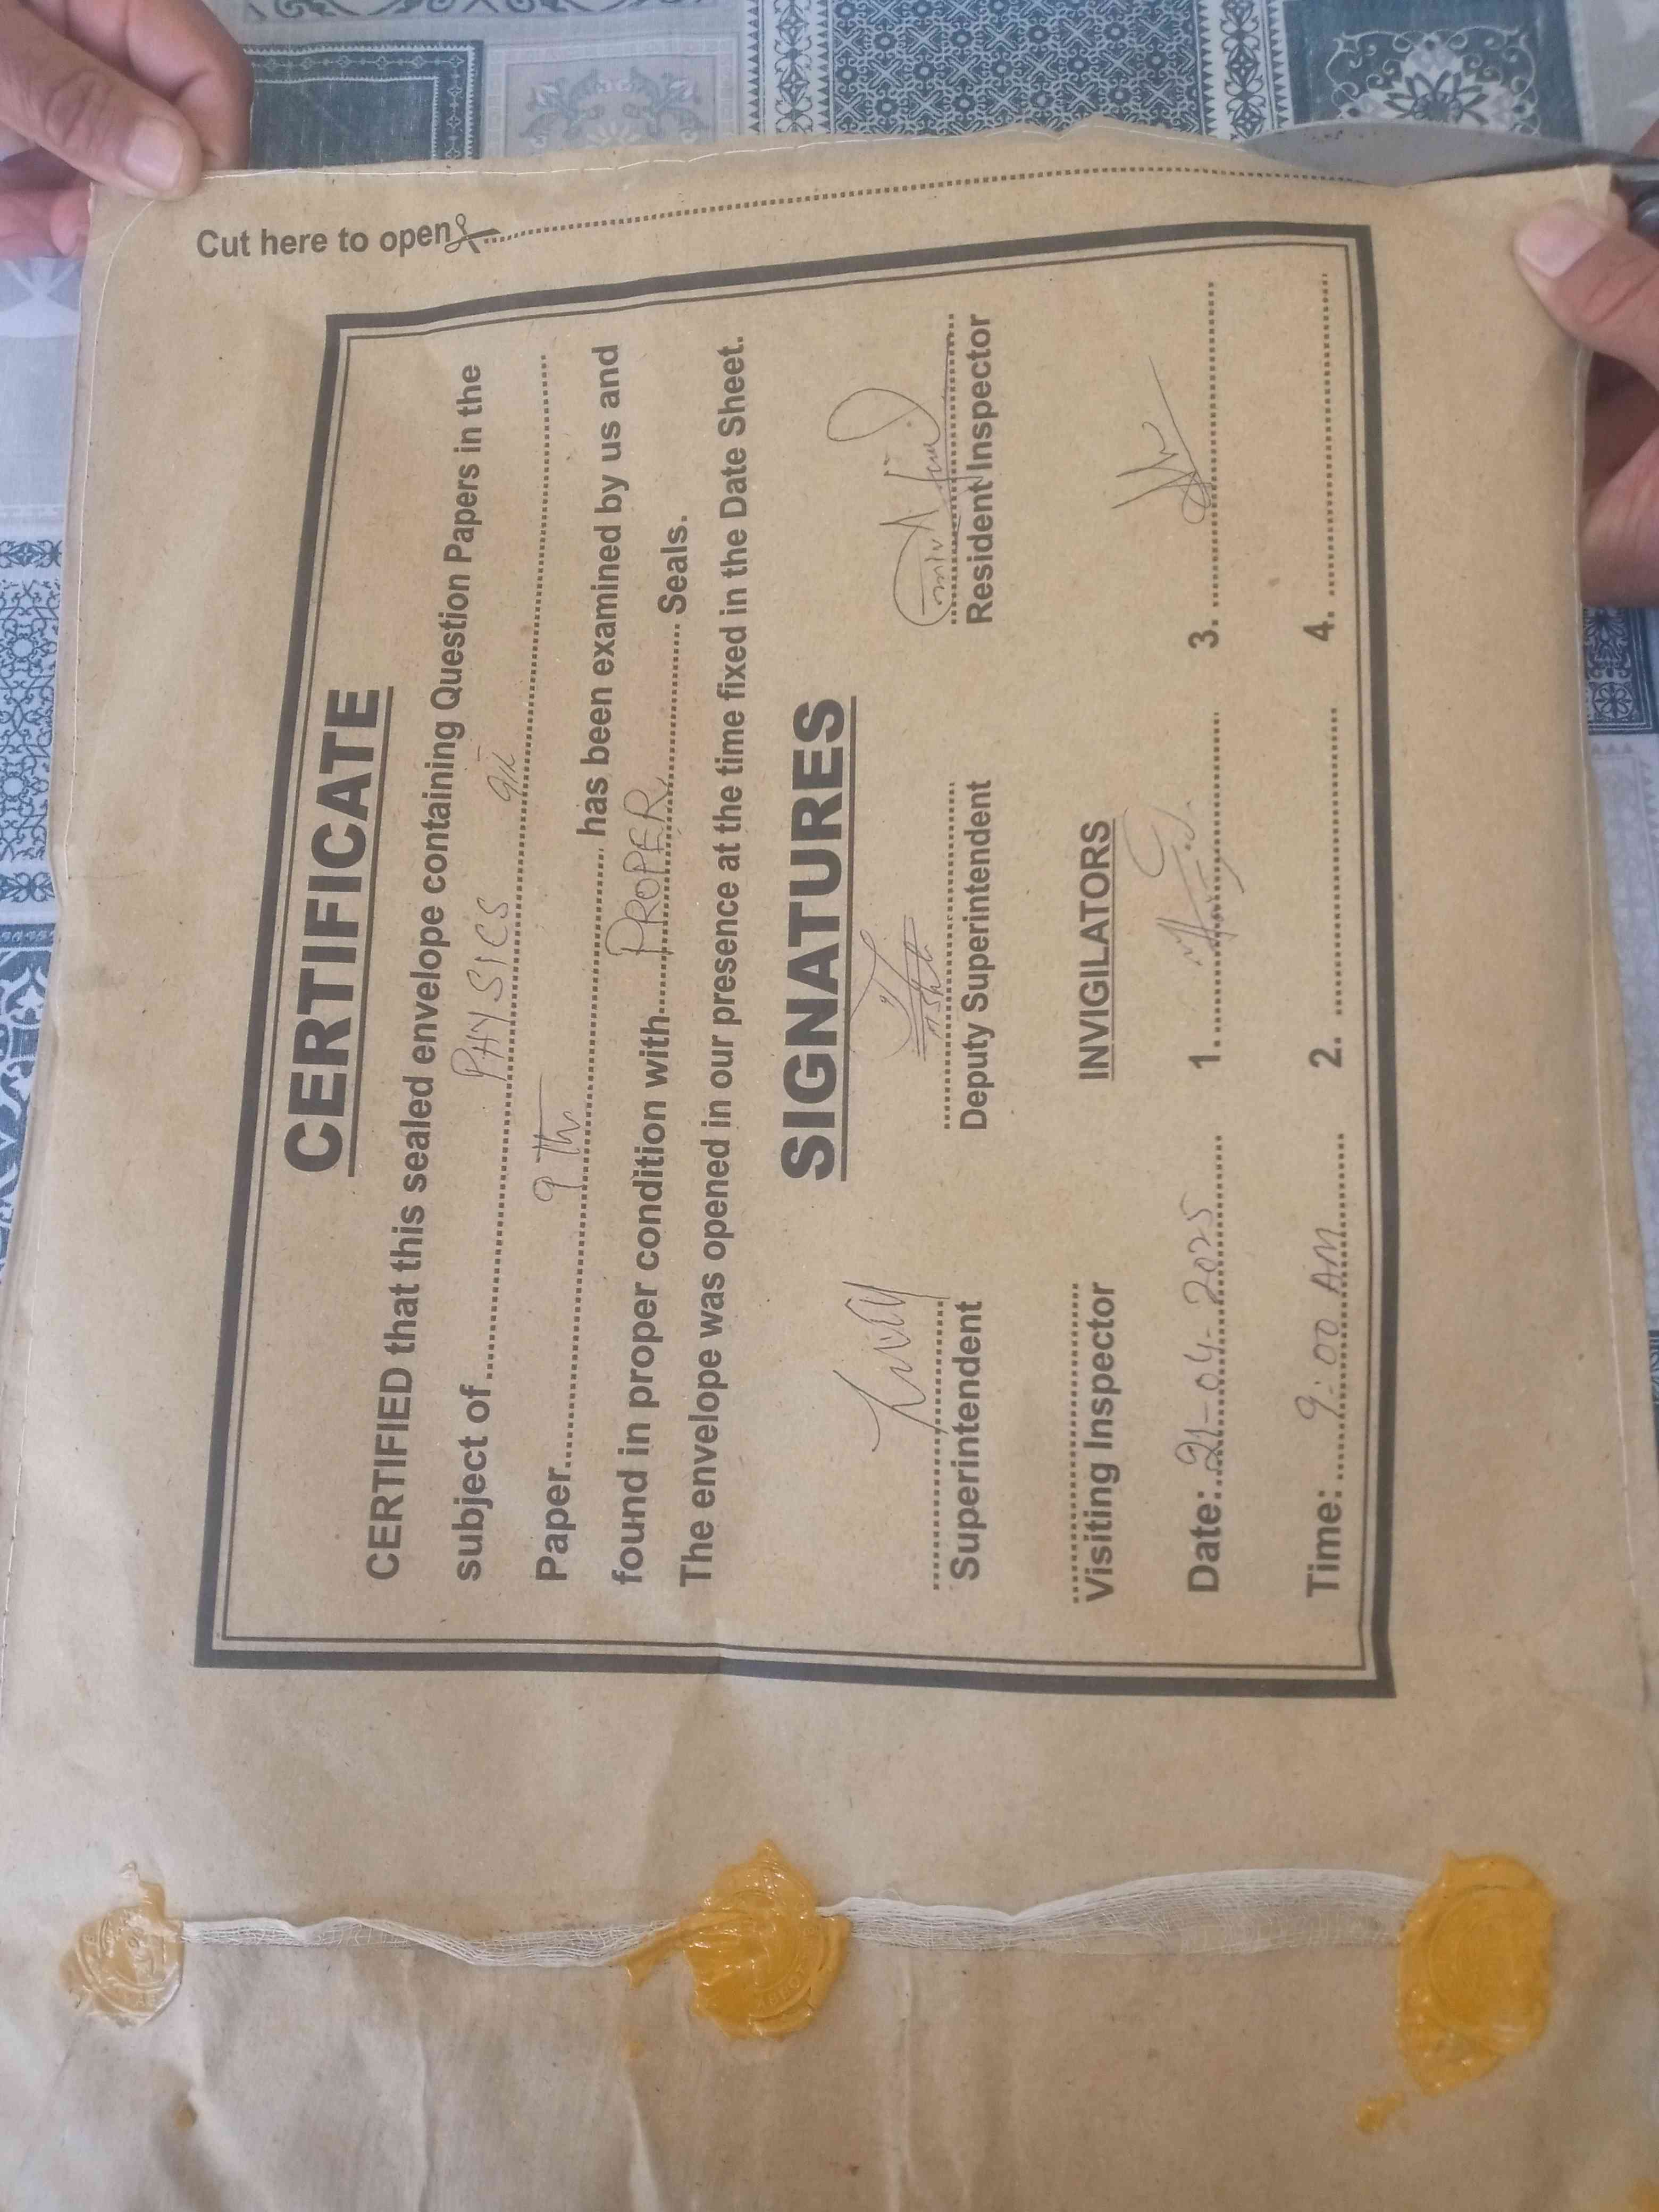 Cut here to open
CERTIFICATE
CERTIFIED that this sealed envelope containing Question Papers in the
subject of PHYSICS 9th
Paper 9th has been examined by us and
found in proper condition with PROPER Seals.
The envelope was opened in our presence at the time fixed in the Date Sheet.
SIGNATURES
Superintendent Deputy Superintendent Resident Inspector
Visiting Inspector INVIGILATORS
Date: 21-04-2025 1. 3.
Time: 9:00 AM 2. 4.